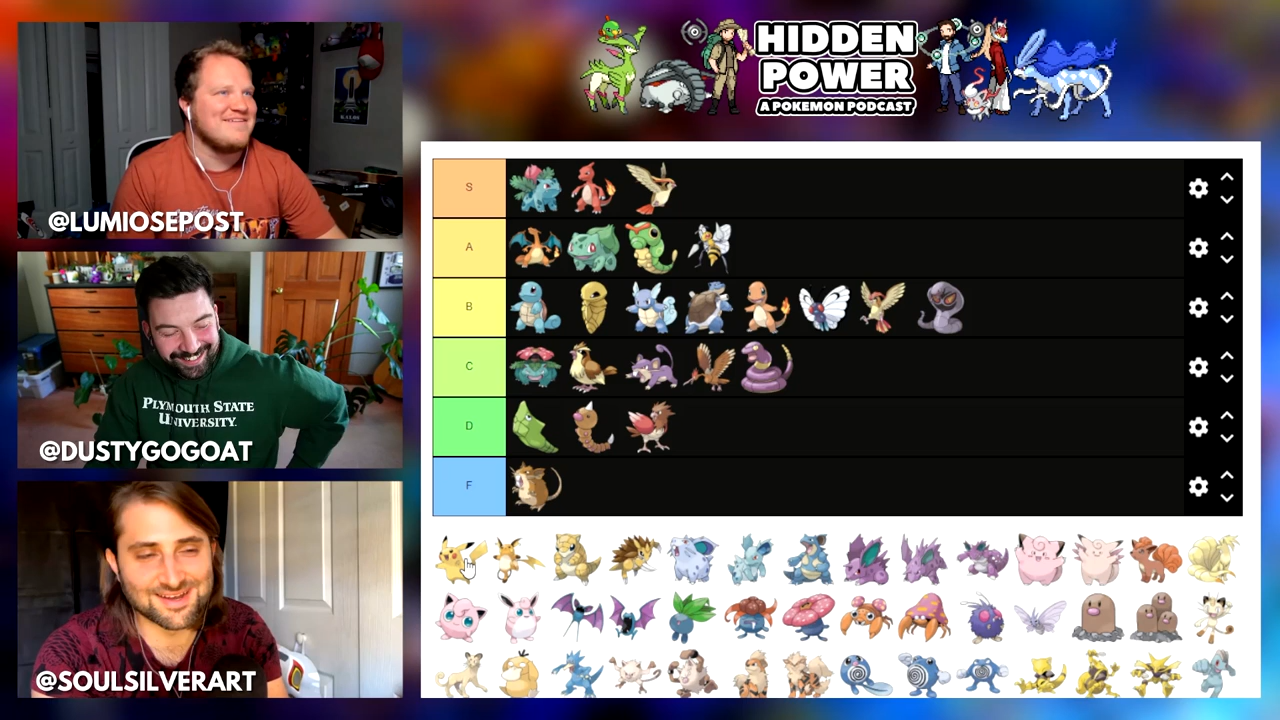 HIDDEN
POWER
A POKEMON PODCAST
@LUMIOSEPOST
PLYMOUTH STATE
UNIVERSITY.
@DUSTYGOGOAT
@SOULSILVERART
S
A
B
C
D
F